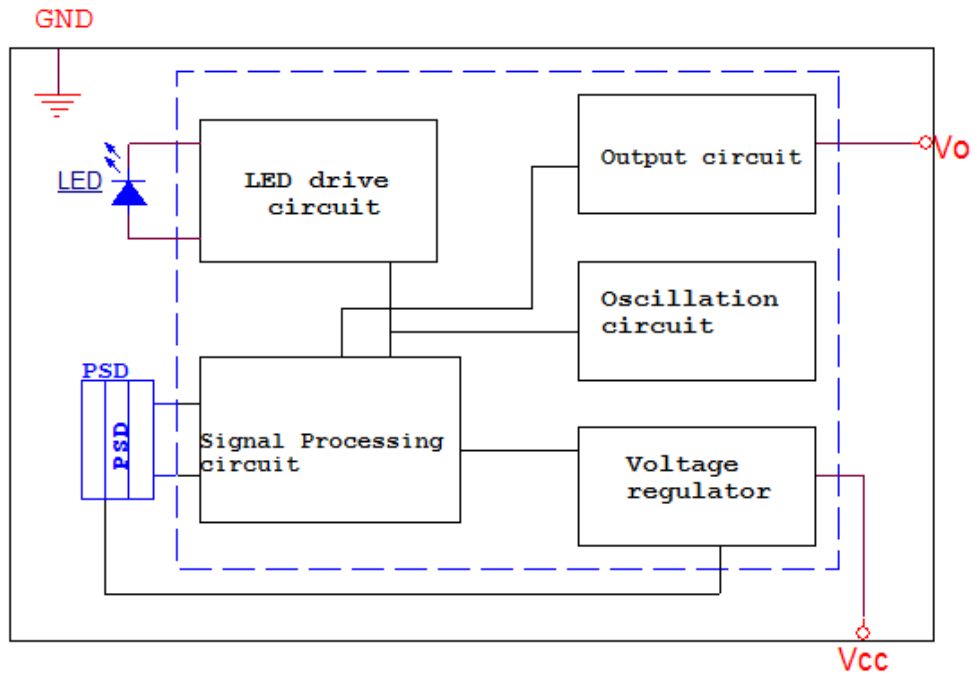 GND
LED drive
circuit
Output circuit
Vo
LED
Oscillation
circuit
PSD
PSD
Signal Processing
circuit
Voltage
regulator
Vcc